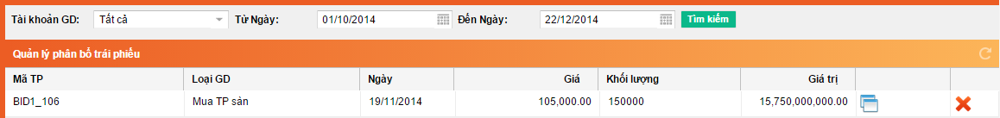 Tài khoản GD: Tất cả Từ Ngày: 01/10/2014 Đến Ngày: 22/12/2014 Tìm kiếm
Quản lý phân bổ trái phiếu
Mã TP Loại GD Ngày Giá Khối lượng Giá trị
BID1_106 Mua TP sàn 19/11/2014 105,000.00 150000 15,750,000,000.00